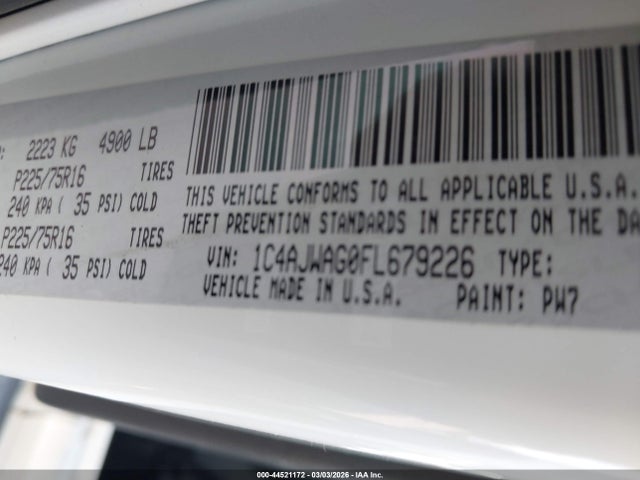 2223 KG 4900 LB
P225/75R16 TIRES
240 KPA ( 35 PSI) COLD
P225/75R16 TIRES
240 KPA ( 35 PSI) COLD
THIS VEHICLE CONFORMS TO ALL APPLICABLE U.S.A.
THEFT PREVENTION STANDARDS IN EFFECT ON THE DA
VIN: 1C4AJWAG0FL679226 TYPE:
VEHICLE MADE IN U.S.A. PAINT: PW7
000-44521172 - 03/03/2026 - IAA Inc.